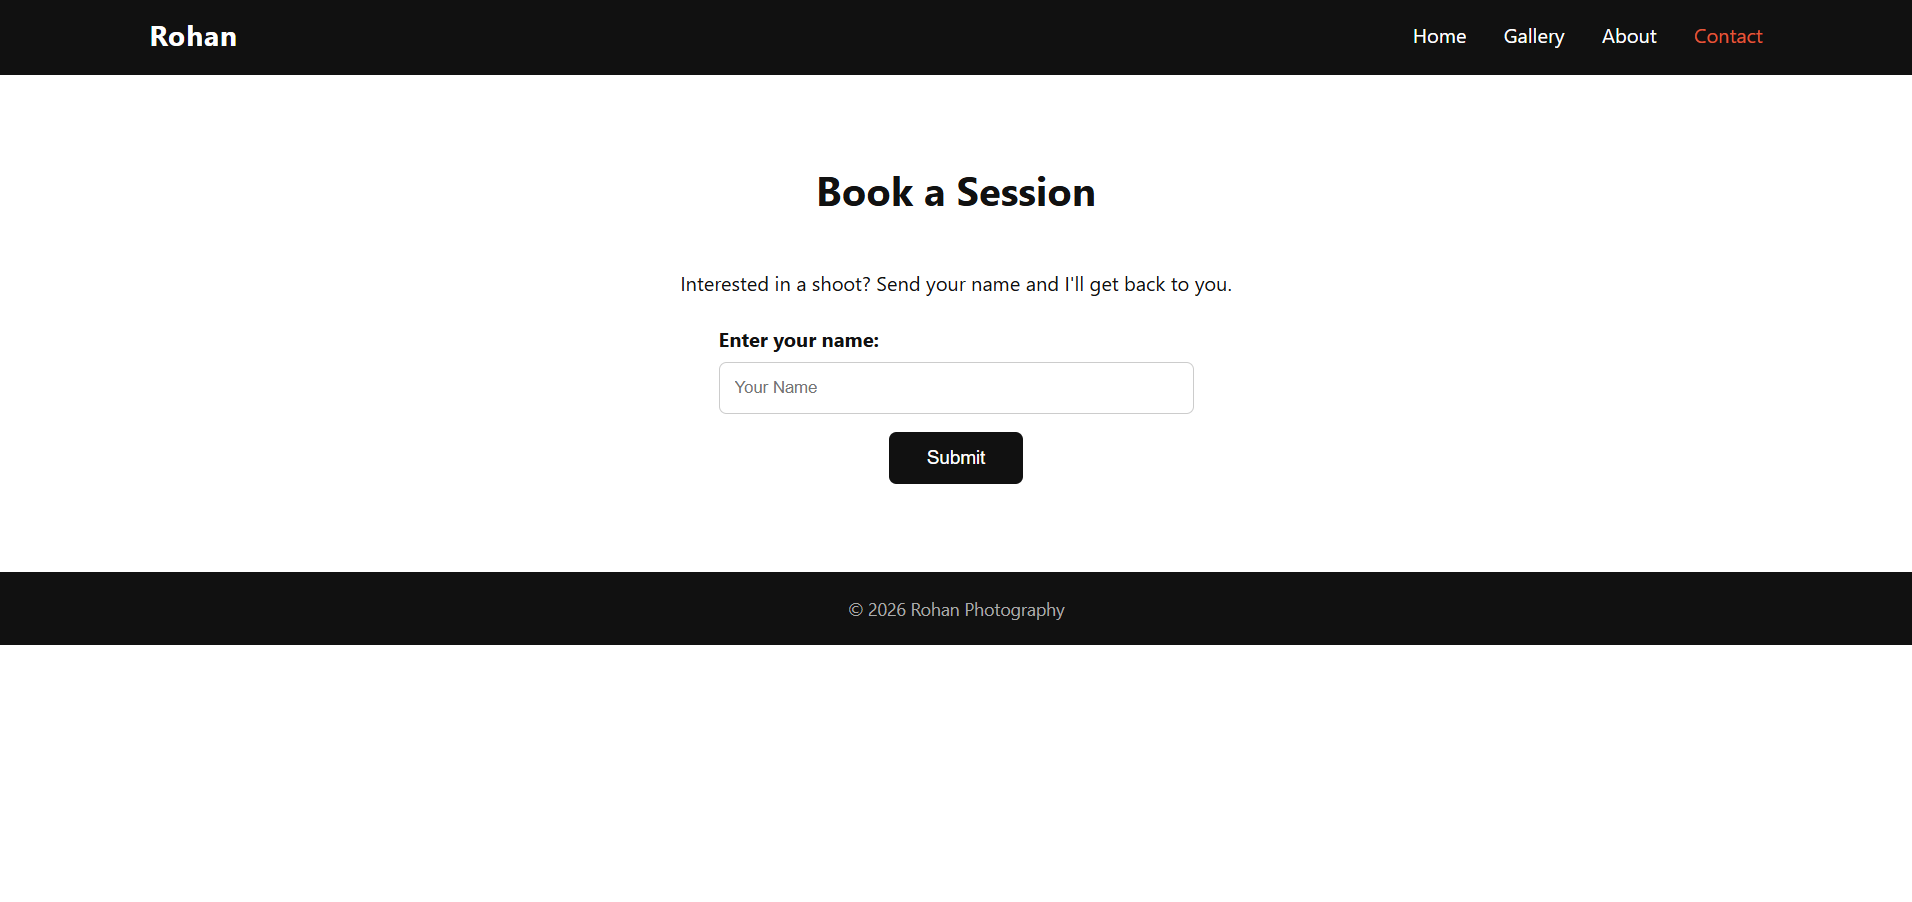 Rohan
Home Gallery About Contact
Book a Session
Interested in a shoot? Send your name and I'll get back to you.
Enter your name:
Your Name
Submit
© 2026 Rohan Photography